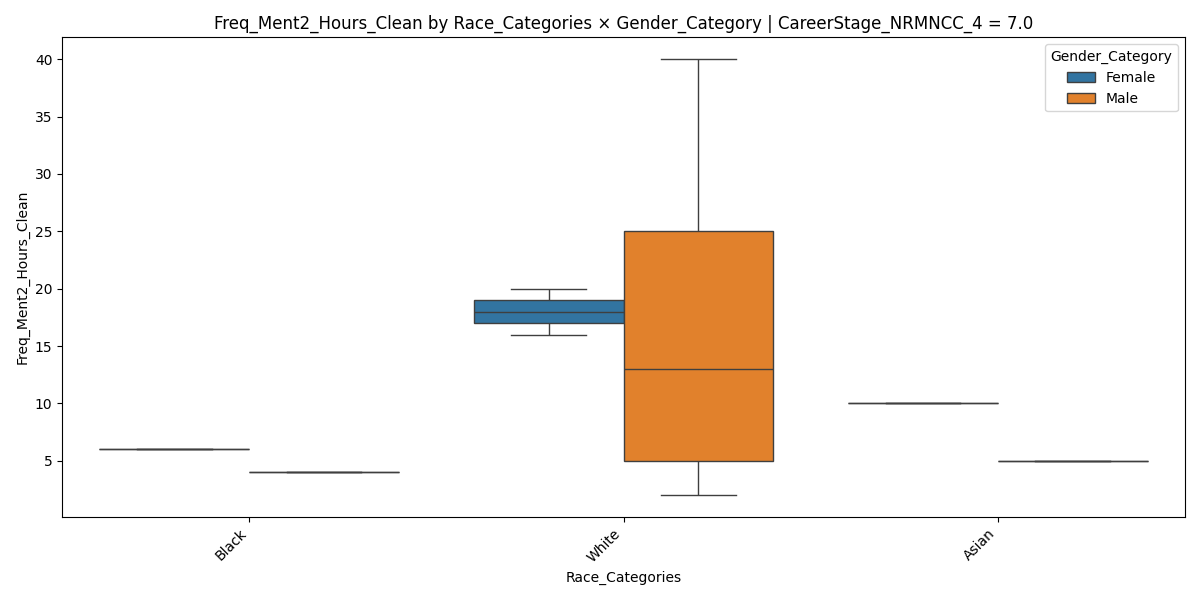 Freq_Ment2_Hours_Clean by Race_Categories × Gender_Category | CareerStage_NRMNCC_4 = 7.0
Gender_Category
Female
Male
Freq_Ment2_Hours_Clean
40
35
30
25
20
15
10
5
Black
White
Asian
Race_Categories